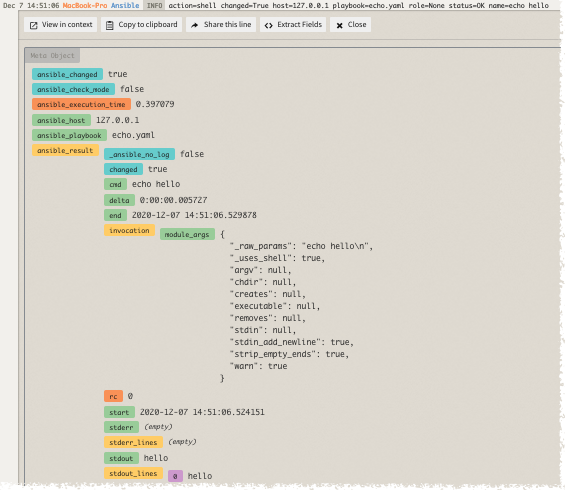 Dec 7 14:51:06 MacBook-Pro Ansible INFO action=shell changed=True host=127.0.0.1 playbook=echo.yaml role=None status=OK name=echo hello
View in context Copy to clipboard Share this line Extract Fields Close
Meta Object
ansible_changed true
ansible_check_mode false
ansible_execution_time 0.397079
ansible_host 127.0.0.1
ansible_playbook echo.yaml
ansible_result _ansible_no_log false
changed true
cmd echo hello
delta 0:00:00.005727
end 2020-12-07 14:51:06.529878
invocation module_args {
"_raw_params": "echo hello\n",
"_uses_shell": true,
"argv": null,
"chdir": null,
"creates": null,
"executable": null,
"removes": null,
"stdin": null,
"stdin_add_newline": true,
"strip_empty_ends": true,
"warn": true
}
rc 0
start 2020-12-07 14:51:06.524151
stderr (empty)
stderr_lines (empty)
stdout hello
stdout_lines 0 hello